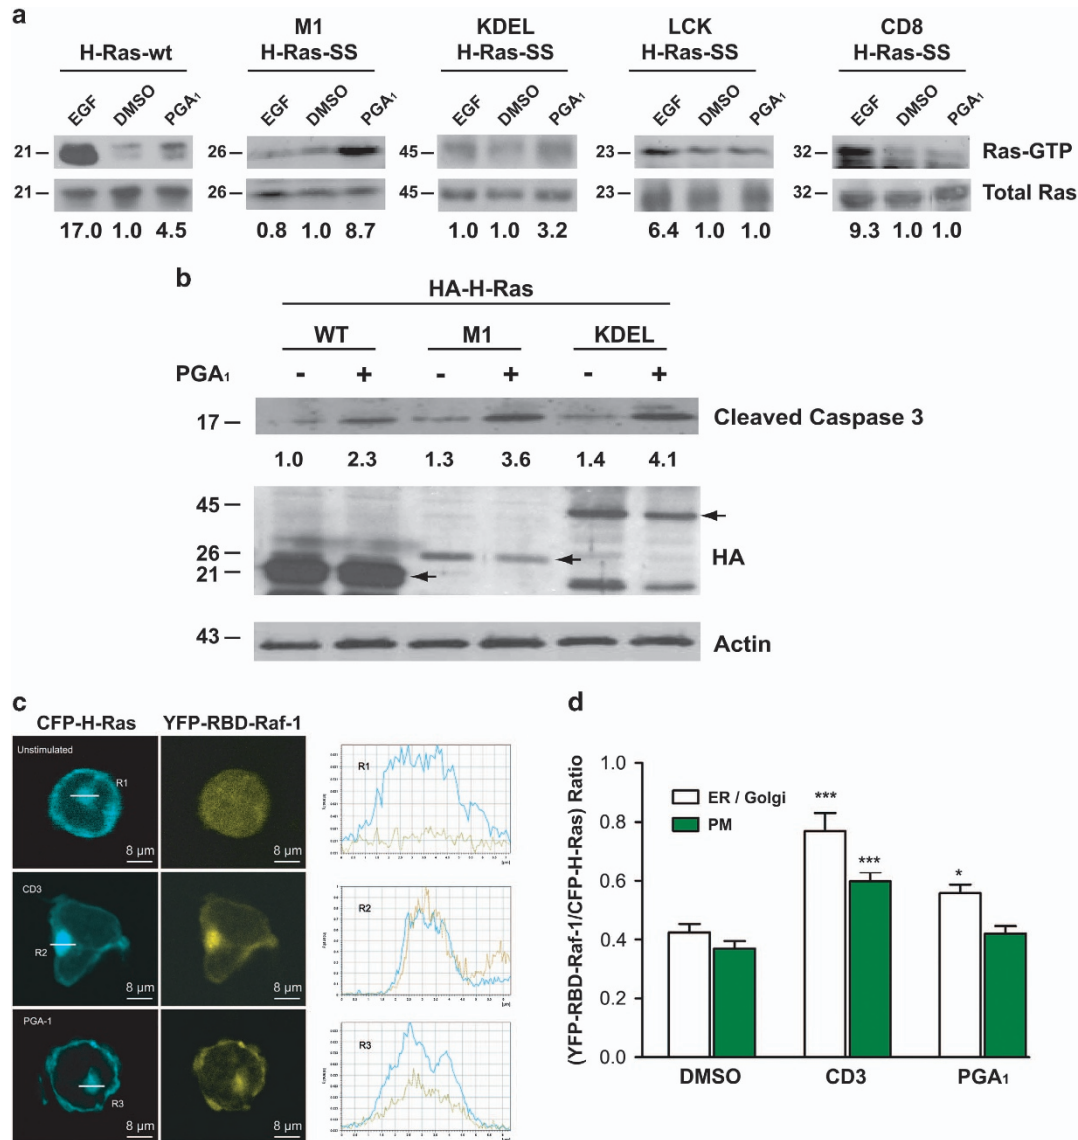 a
H-Ras-wt
M1
H-Ras-SS
KDEL
H-Ras-SS
LCK
H-Ras-SS
CD8
H-Ras-SS
EGF DMSO PGA₁ EGF DMSO PGA₁ EGF DMSO PGA₁ EGF DMSO PGA₁ EGF DMSO PGA₁
21 26 45 23 32 Ras-GTP
21 26 45 23 32 Total Ras
17.0 1.0 4.5 0.8 1.0 8.7 1.0 1.0 3.2 6.4 1.0 1.0 9.3 1.0 1.0
b
HA-H-Ras
WT M1 KDEL
PGA₁ - + - + - +
17 Cleaved Caspase 3
1.0 2.3 1.3 3.6 1.4 4.1
45
26
21
HA
43 Actin
c
CFP-H-Ras YFP-RBD-Raf-1
Unstimulated
R1
8 µm 8 µm
R1
CD3
R2
8 µm 8 µm
R2
PGA-1
R3
8 µm 8 µm
R3
d
(YFP-RBD-Raf-1/CFP-H-Ras) Ratio
1.0
0.8
0.6
0.4
0.2
0.0
ER / Golgi
PM
*** *** *
DMSO CD3 PGA₁